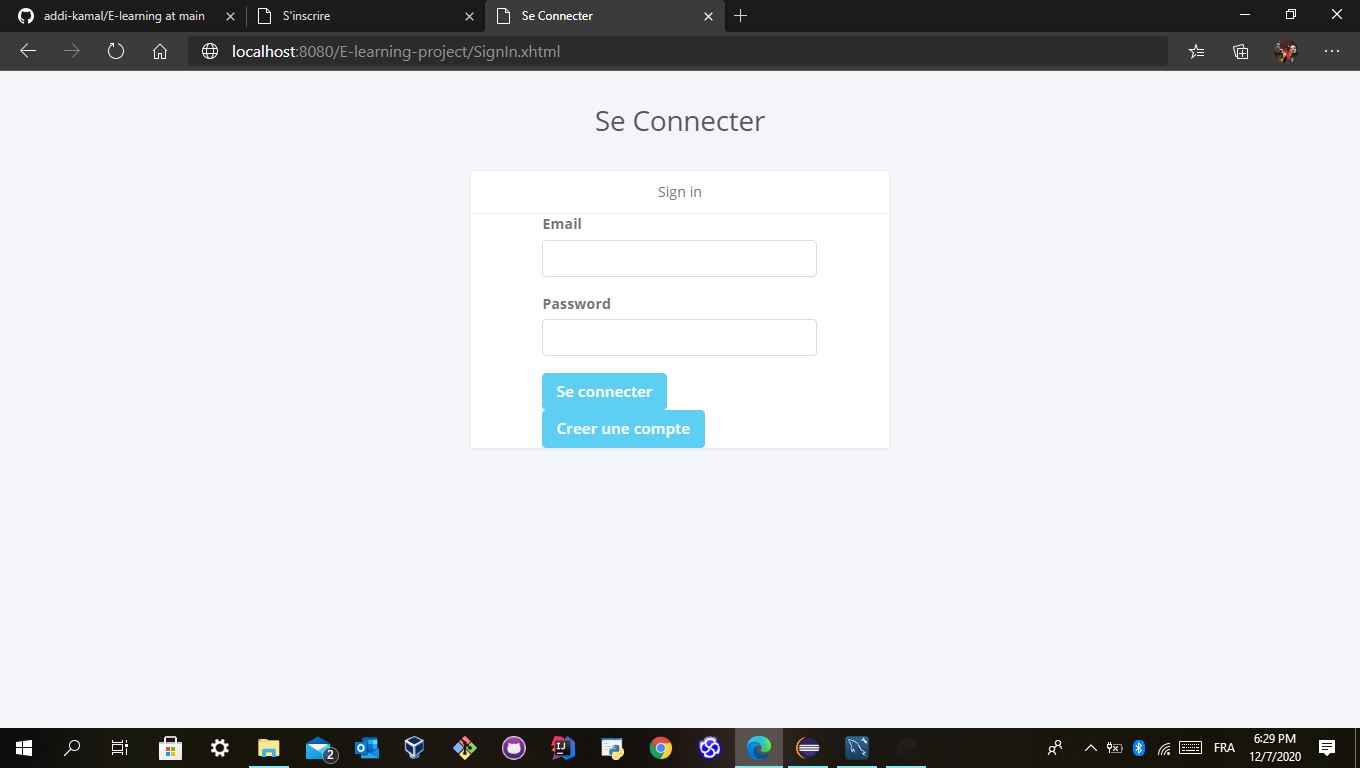 addi-kamal/E-learning at main
S'inscrire
Se Connecter
localhost:8080/E-learning-project/SignIn.xhtml
Se Connecter
Sign in
Email
Password
Se connecter
Creer une compte
2
IJ
FRA
6:29 PM
12/7/2020